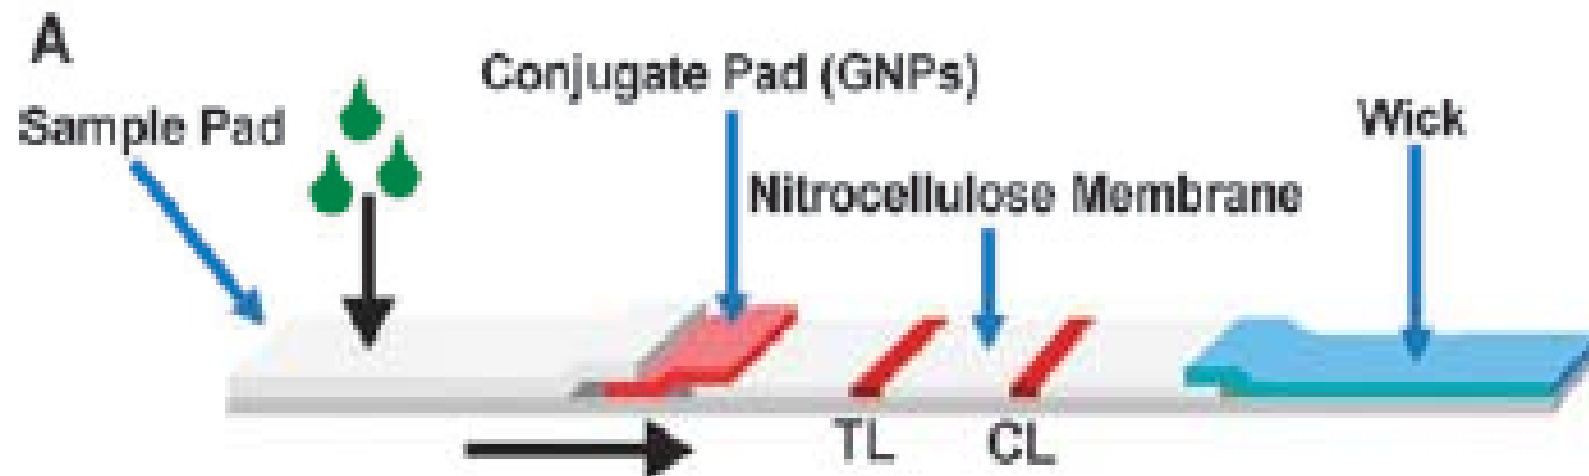 A
Conjugate Pad (GNPs)
Sample Pad
Wick
Nitrocellulose Membrane
TL
CL